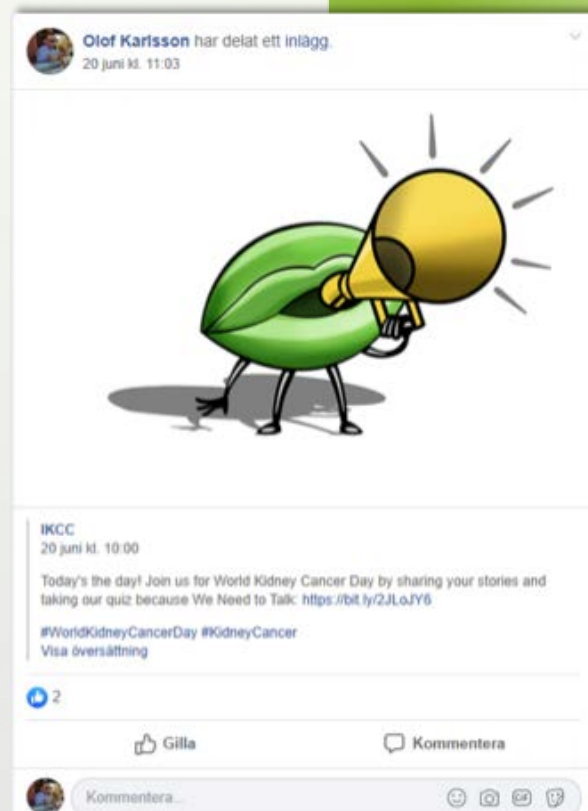 Olof Karlsson har delat ett inlägg.
20 juni kl. 11:03
IKCC
20 juni kl. 10:00
Today's the day! Join us for World Kidney Cancer Day by sharing your stories and
taking our quiz because We Need to Talk: https://bit.ly/2JLoJY6
#WorldKidneyCancerDay #KidneyCancer
Visa översättning
2
Gilla Kommentera
Kommentera...
GIF